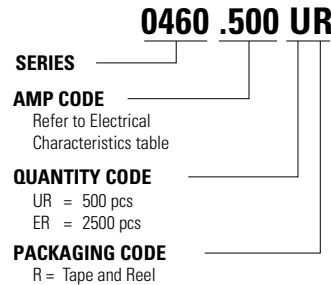 0460 .500 UR
SERIES
AMP CODE
Refer to Electrical
Characteristics table
QUANTITY CODE
UR = 500 pcs
ER = 2500 pcs
PACKAGING CODE
R = Tape and Reel